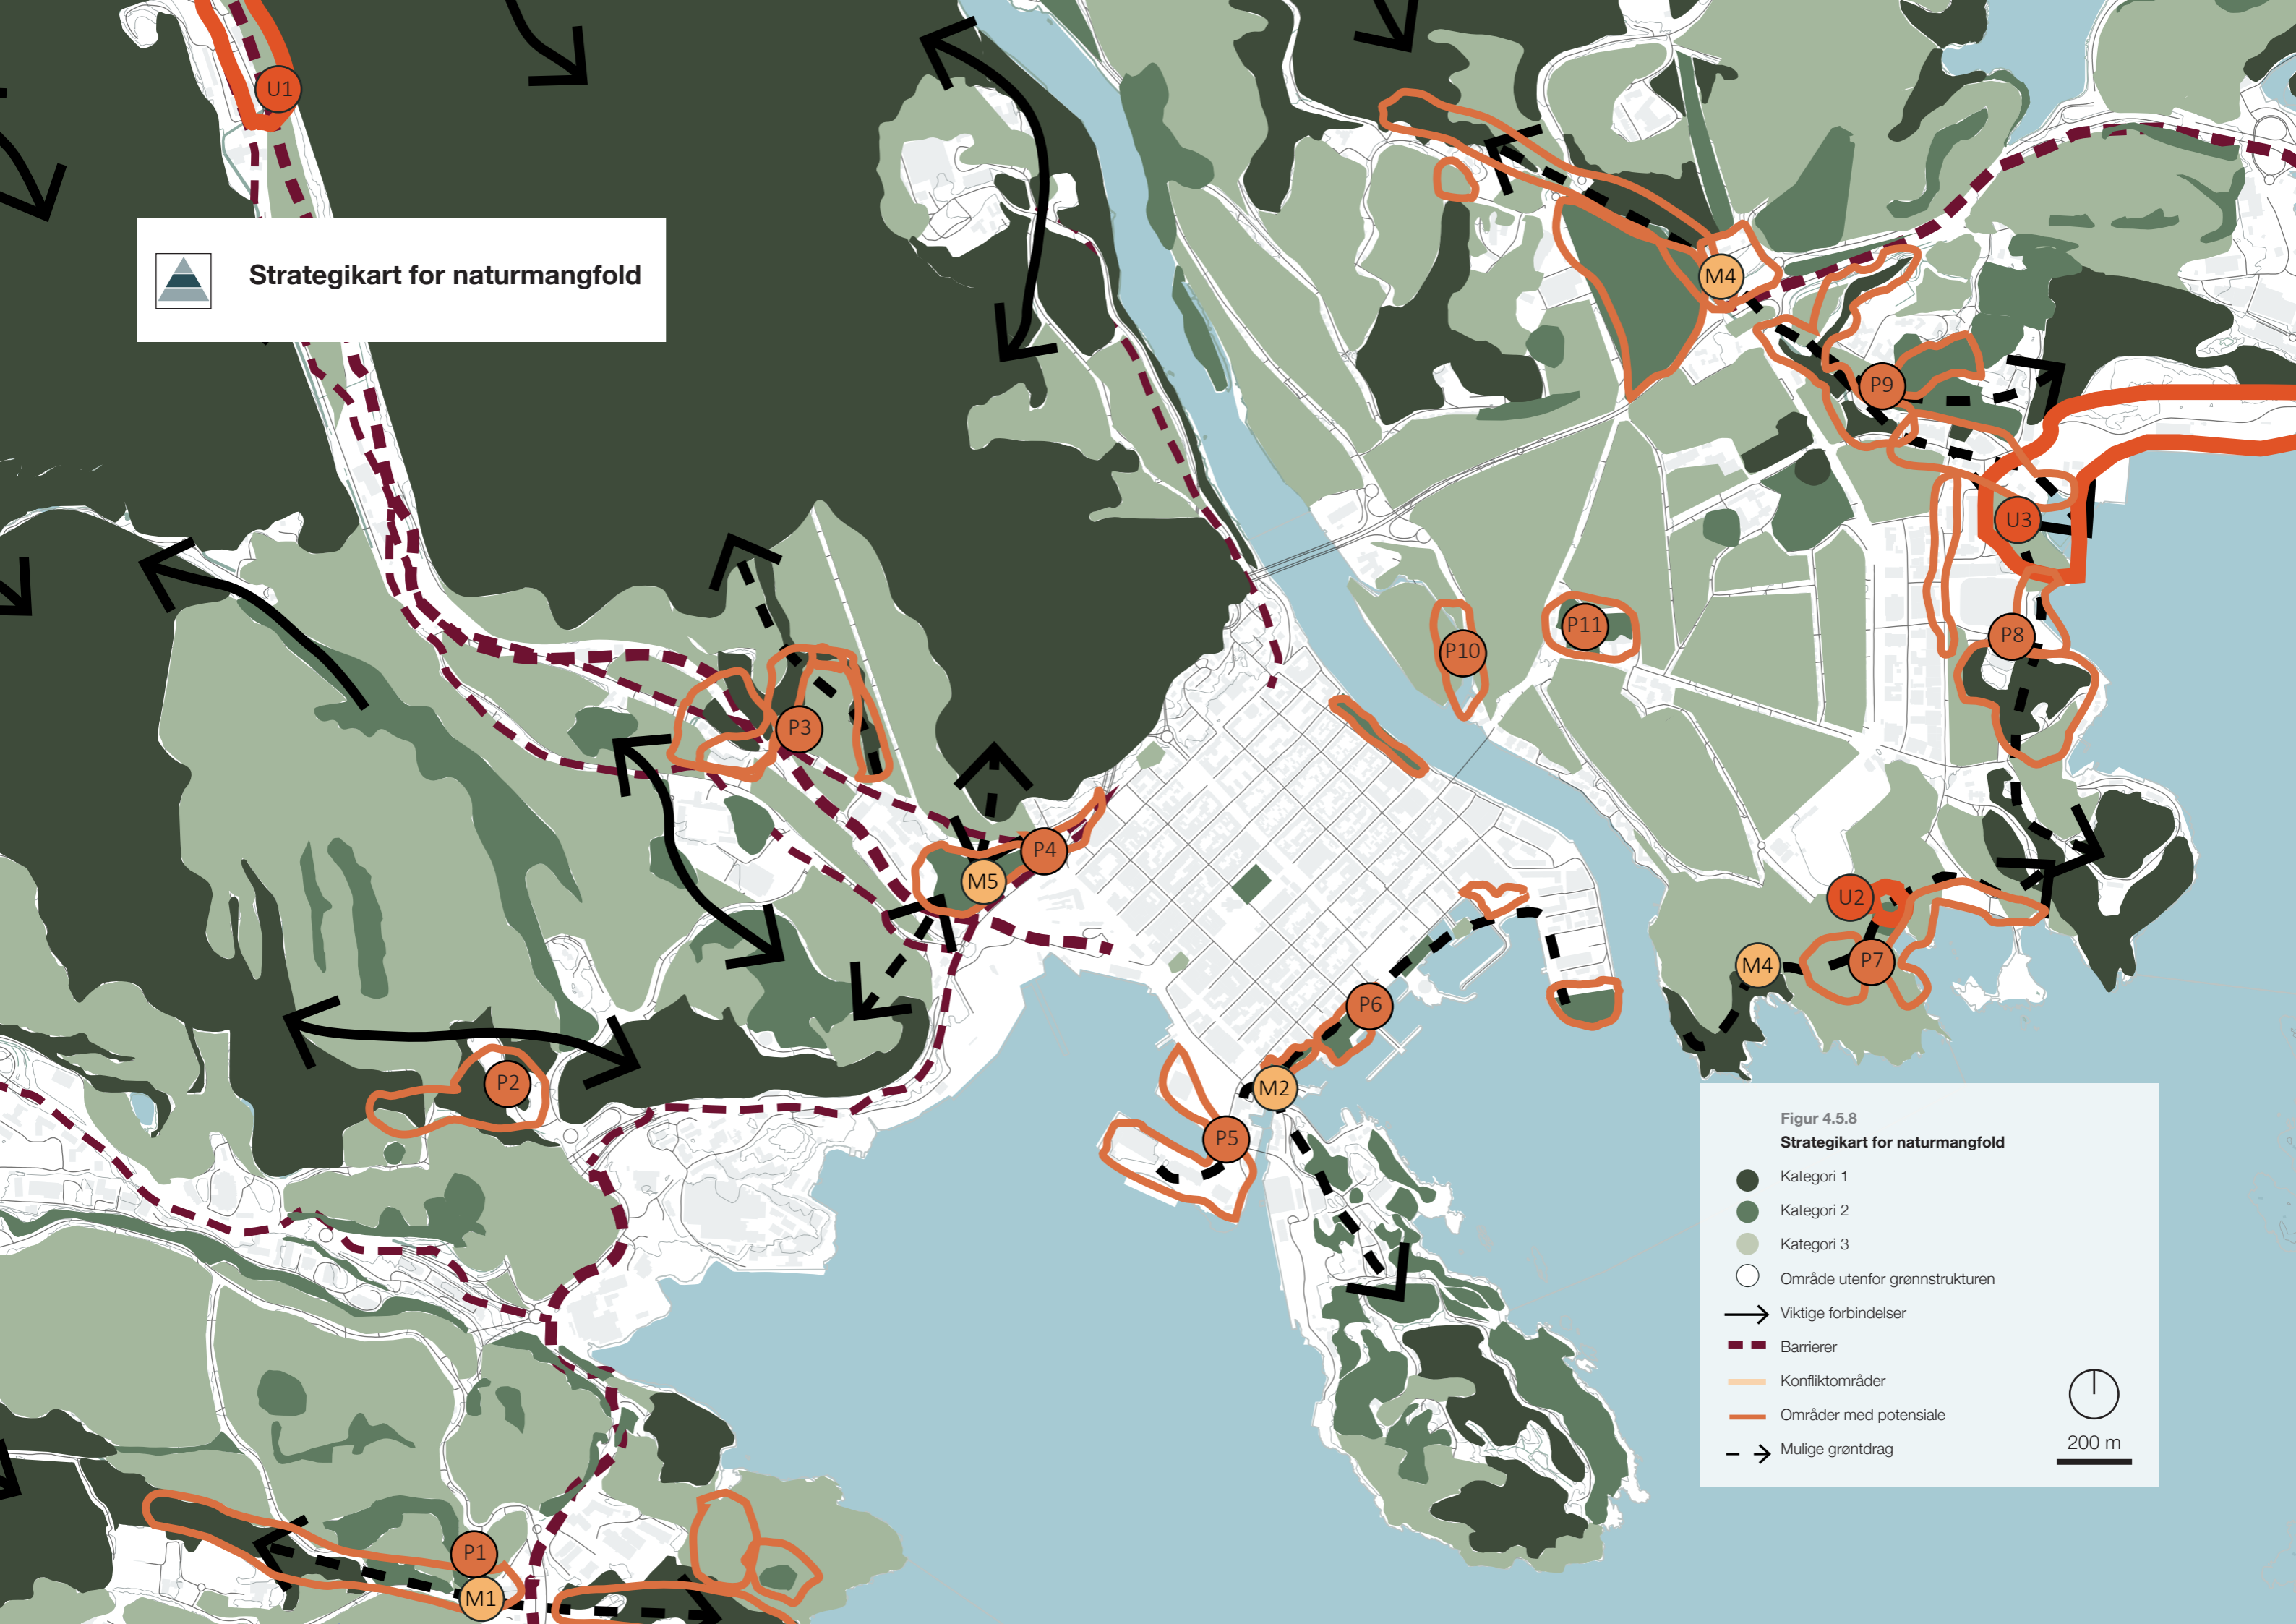 U1
Strategikart for naturmangfold
M4
P9
U3
P11
P8
P10
P3
P4
M5
U2
P7
M4
P6
P2
M2
P5
Figur 4.5.8
Strategikart for naturmangfold
Kategori 1
Kategori 2
Kategori 3
Område utenfor grønnstrukturen
Viktige forbindelser
Barrierer
Konfliktområder
Områder med potensiale
Mulige grøntdrag
200 m
P1
M1